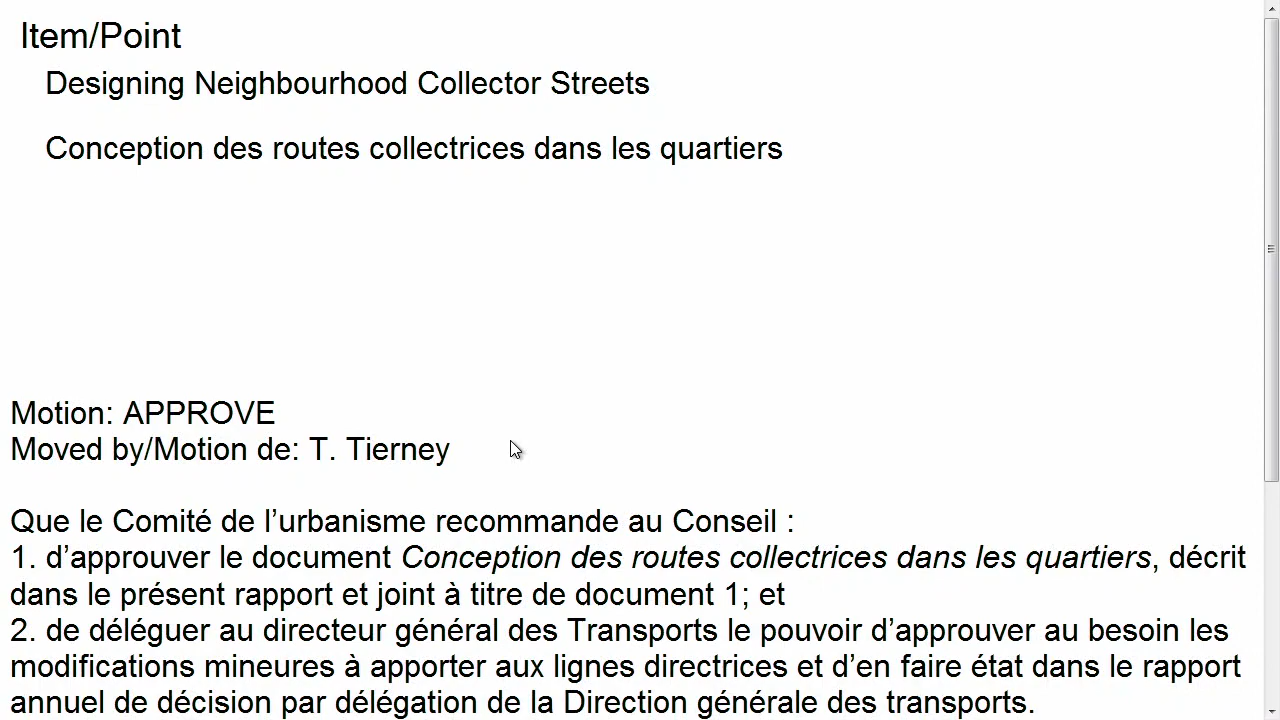 Item/Point
Designing Neighbourhood Collector Streets
Conception des routes collectrices dans les quartiers
Motion: APPROVE
Moved by/Motion de: T. Tierney
Que le Comité de l’urbanisme recommande au Conseil :
1. d’approuver le document Conception des routes collectrices dans les quartiers, décrit
dans le présent rapport et joint à titre de document 1; et
2. de déléguer au directeur général des Transports le pouvoir d’approuver au besoin les
modifications mineures à apporter aux lignes directrices et d’en faire état dans le rapport
annuel de décision par délégation de la Direction générale des transports.